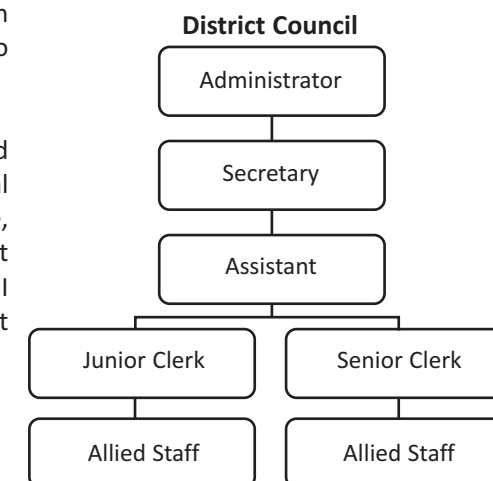 District Council
Administrator
Secretary
Assistant
Junior Clerk Senior Clerk
Allied Staff Allied Staff